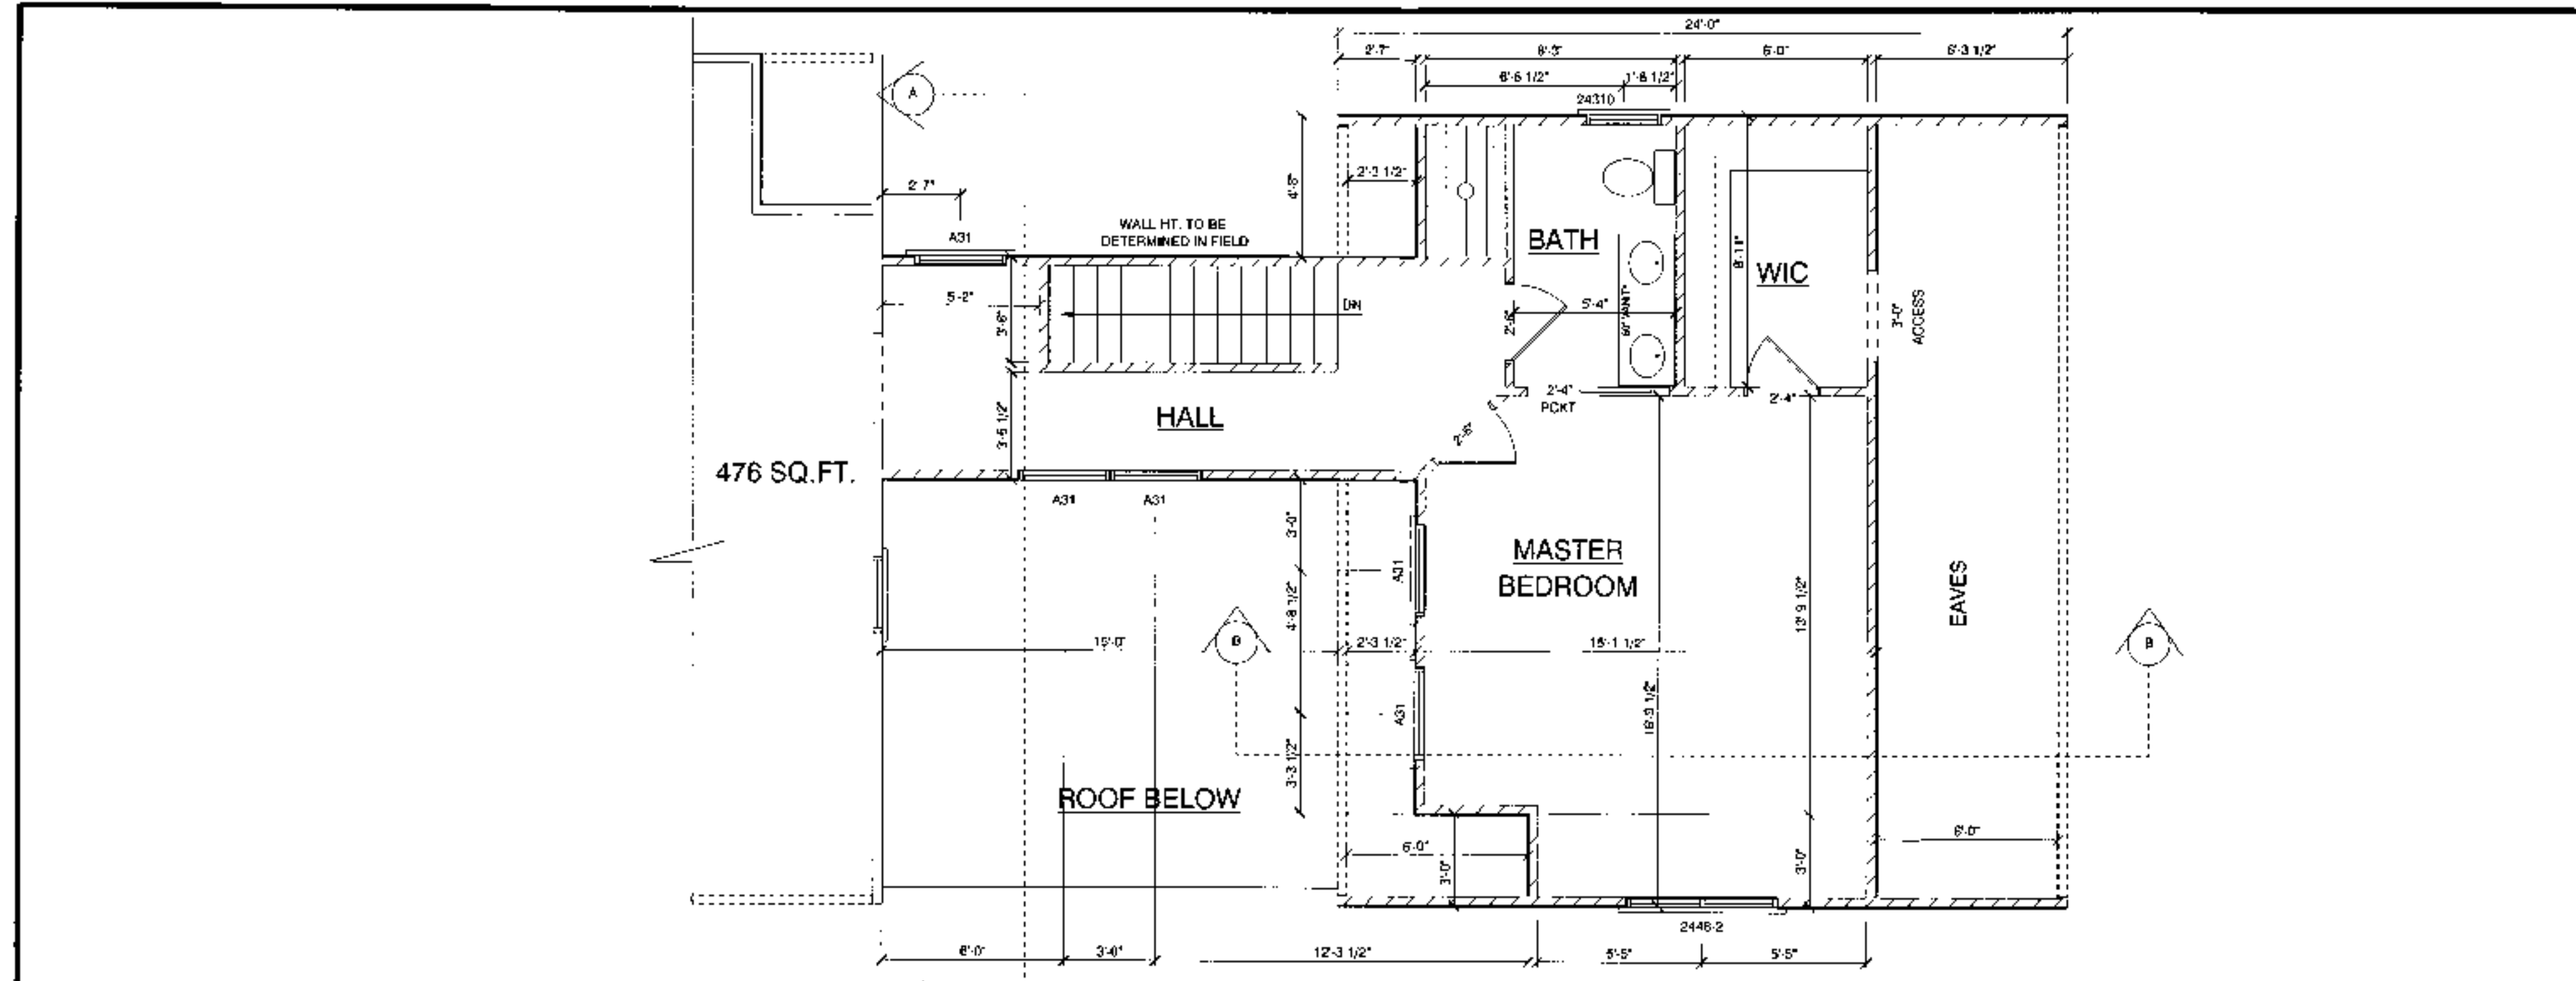 24'-0"
2'-7"
8'-3"
6'-0"
6'-3 1/2"
6'-6 1/2"
1'-8 1/2"
24310
A
2'-7"
4'-8"
2'-3 1/2"
A31
WALL HT. TO BE
DETERMINED IN FIELD
BATH
WIC
8'-11"
5'-2"
3'-6"
DN
2'-6"
5'-4"
3'-0"
ACCESS
HALL
3'-5 1/2"
2'-6"
2'-4"
PCKT
2'-4"
476 SQ.FT.
A31
A31
3'-0"
A31
MASTER
BEDROOM
4'-8 1/2"
13'-9 1/2"
EAVES
15'-0"
B
2'-3 1/2"
15'-1 1/2"
B
16'-9 1/2"
A31
3'-3 1/2"
ROOF BELOW
6'-0"
3'-0"
3'-0"
6'-0"
2446-2
6'-0"
3'-0"
12'-3 1/2"
5'-5"
5'-5"